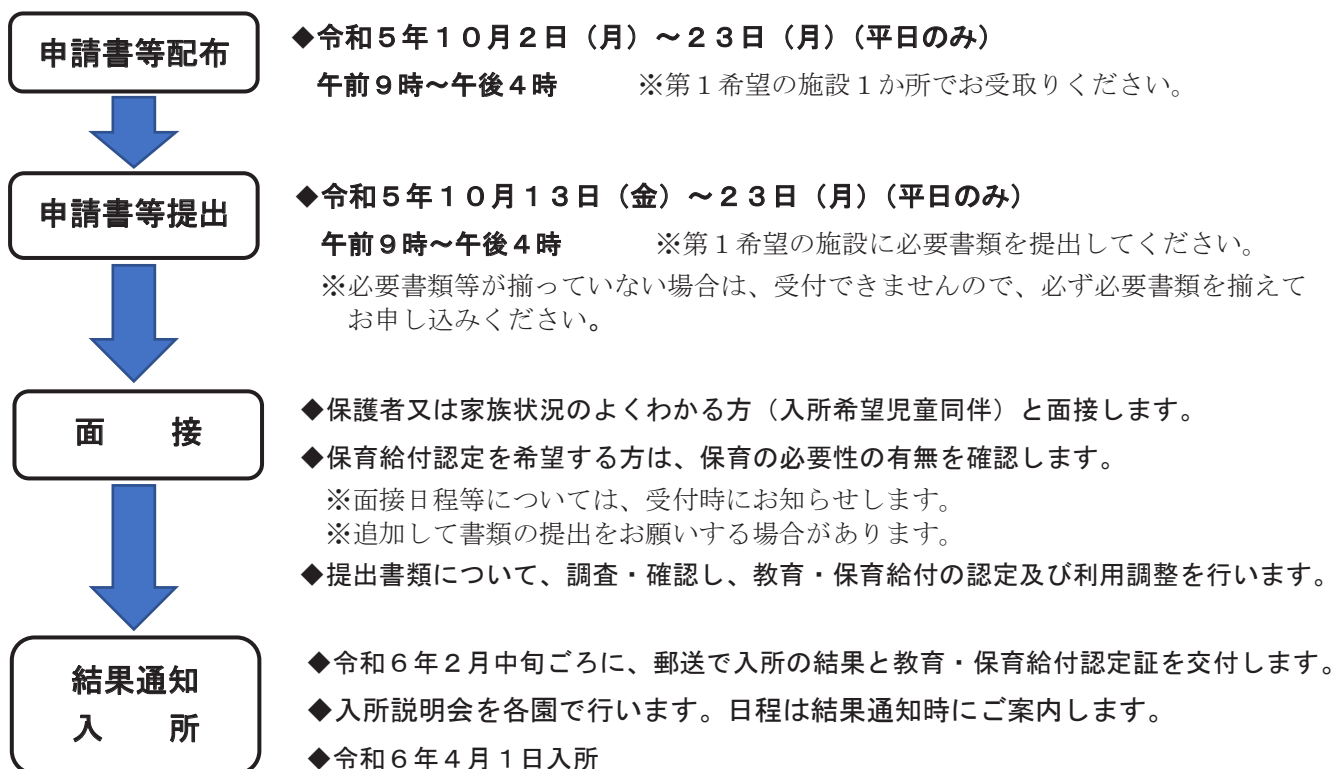 申請書等配布
◆令和5年10月2日（月）～23日（月）（平日のみ）
午前9時～午後4時　※第1希望の施設1か所でお受取りください。
申請書等提出
◆令和5年10月13日（金）～23日（月）（平日のみ）
午前9時～午後4時　※第1希望の施設に必要書類を提出してください。
※必要書類等が揃っていない場合は、受付できませんので、必ず必要書類を揃えて
お申し込みください。
面　接
◆保護者又は家族状況のよくわかる方（入所希望児童同伴）と面接します。
◆保育給付認定を希望する方は、保育の必要性の有無を確認します。
※面接日程等については、受付時にお知らせします。
※追加して書類の提出をお願いする場合があります。
◆提出書類について、調査・確認し、教育・保育給付の認定及び利用調整を行います。
結果通知
入　所
◆令和6年2月中旬ごろに、郵送で入所の結果と教育・保育給付認定証を交付します。
◆入所説明会を各園で行います。日程は結果通知時にご案内します。
◆令和6年4月1日入所